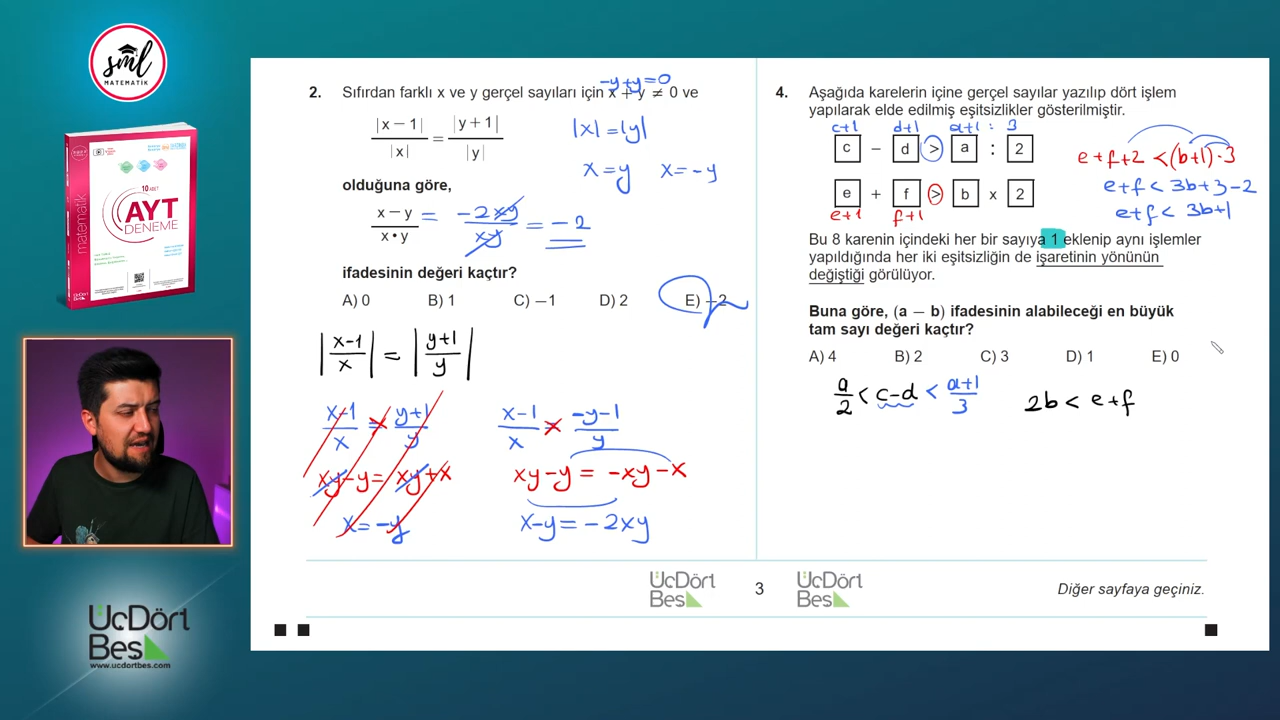 sml
MATEMATİK
10 ADET
AYT
DENEME
matematik
ÜcDört
Beş
www.ucdortbes.com
2. Sıfırdan farklı x ve y gerçel sayıları için x + y ≠ 0 ve
-y+y=0
|x − 1| / |x| = |y + 1| / |y|
|x| = |y|
x = y x = -y
olduğuna göre,
x − y / x • y = -2xy / xy = -2
ifadesinin değeri kaçtır?
A) 0 B) 1 C) −1 D) 2 E) −2
|x-1 / x| = |y+1 / y|
x-1 / x = y+1 / y
xy-y = xy+x
x = -y
x-1 / x = -y-1 / y
xy-y = -xy-x
x-y = -2xy
4. Aşağıda karelerin içine gerçel sayılar yazılıp dört işlem
yapılarak elde edilmiş eşitsizlikler gösterilmiştir.
c+1 d+1 a+1 : 3
c − d > a : 2
e + f > b x 2
e+1 f+1
e+f+2 < (b+1)·3
e+f < 3b+3-2
e+f < 3b+1
Bu 8 karenin içindeki her bir sayıya 1 eklenip aynı işlemler
yapıldığında her iki eşitsizliğin de işaretinin yönünün
değiştiği görülüyor.
Buna göre, (a − b) ifadesinin alabileceği en büyük
tam sayı değeri kaçtır?
A) 4 B) 2 C) 3 D) 1 E) 0
a/2 < c-d < a+1/3
2b < e+f
ÜcDört
Beş
3
ÜcDört
Beş
Diğer sayfaya geçiniz.